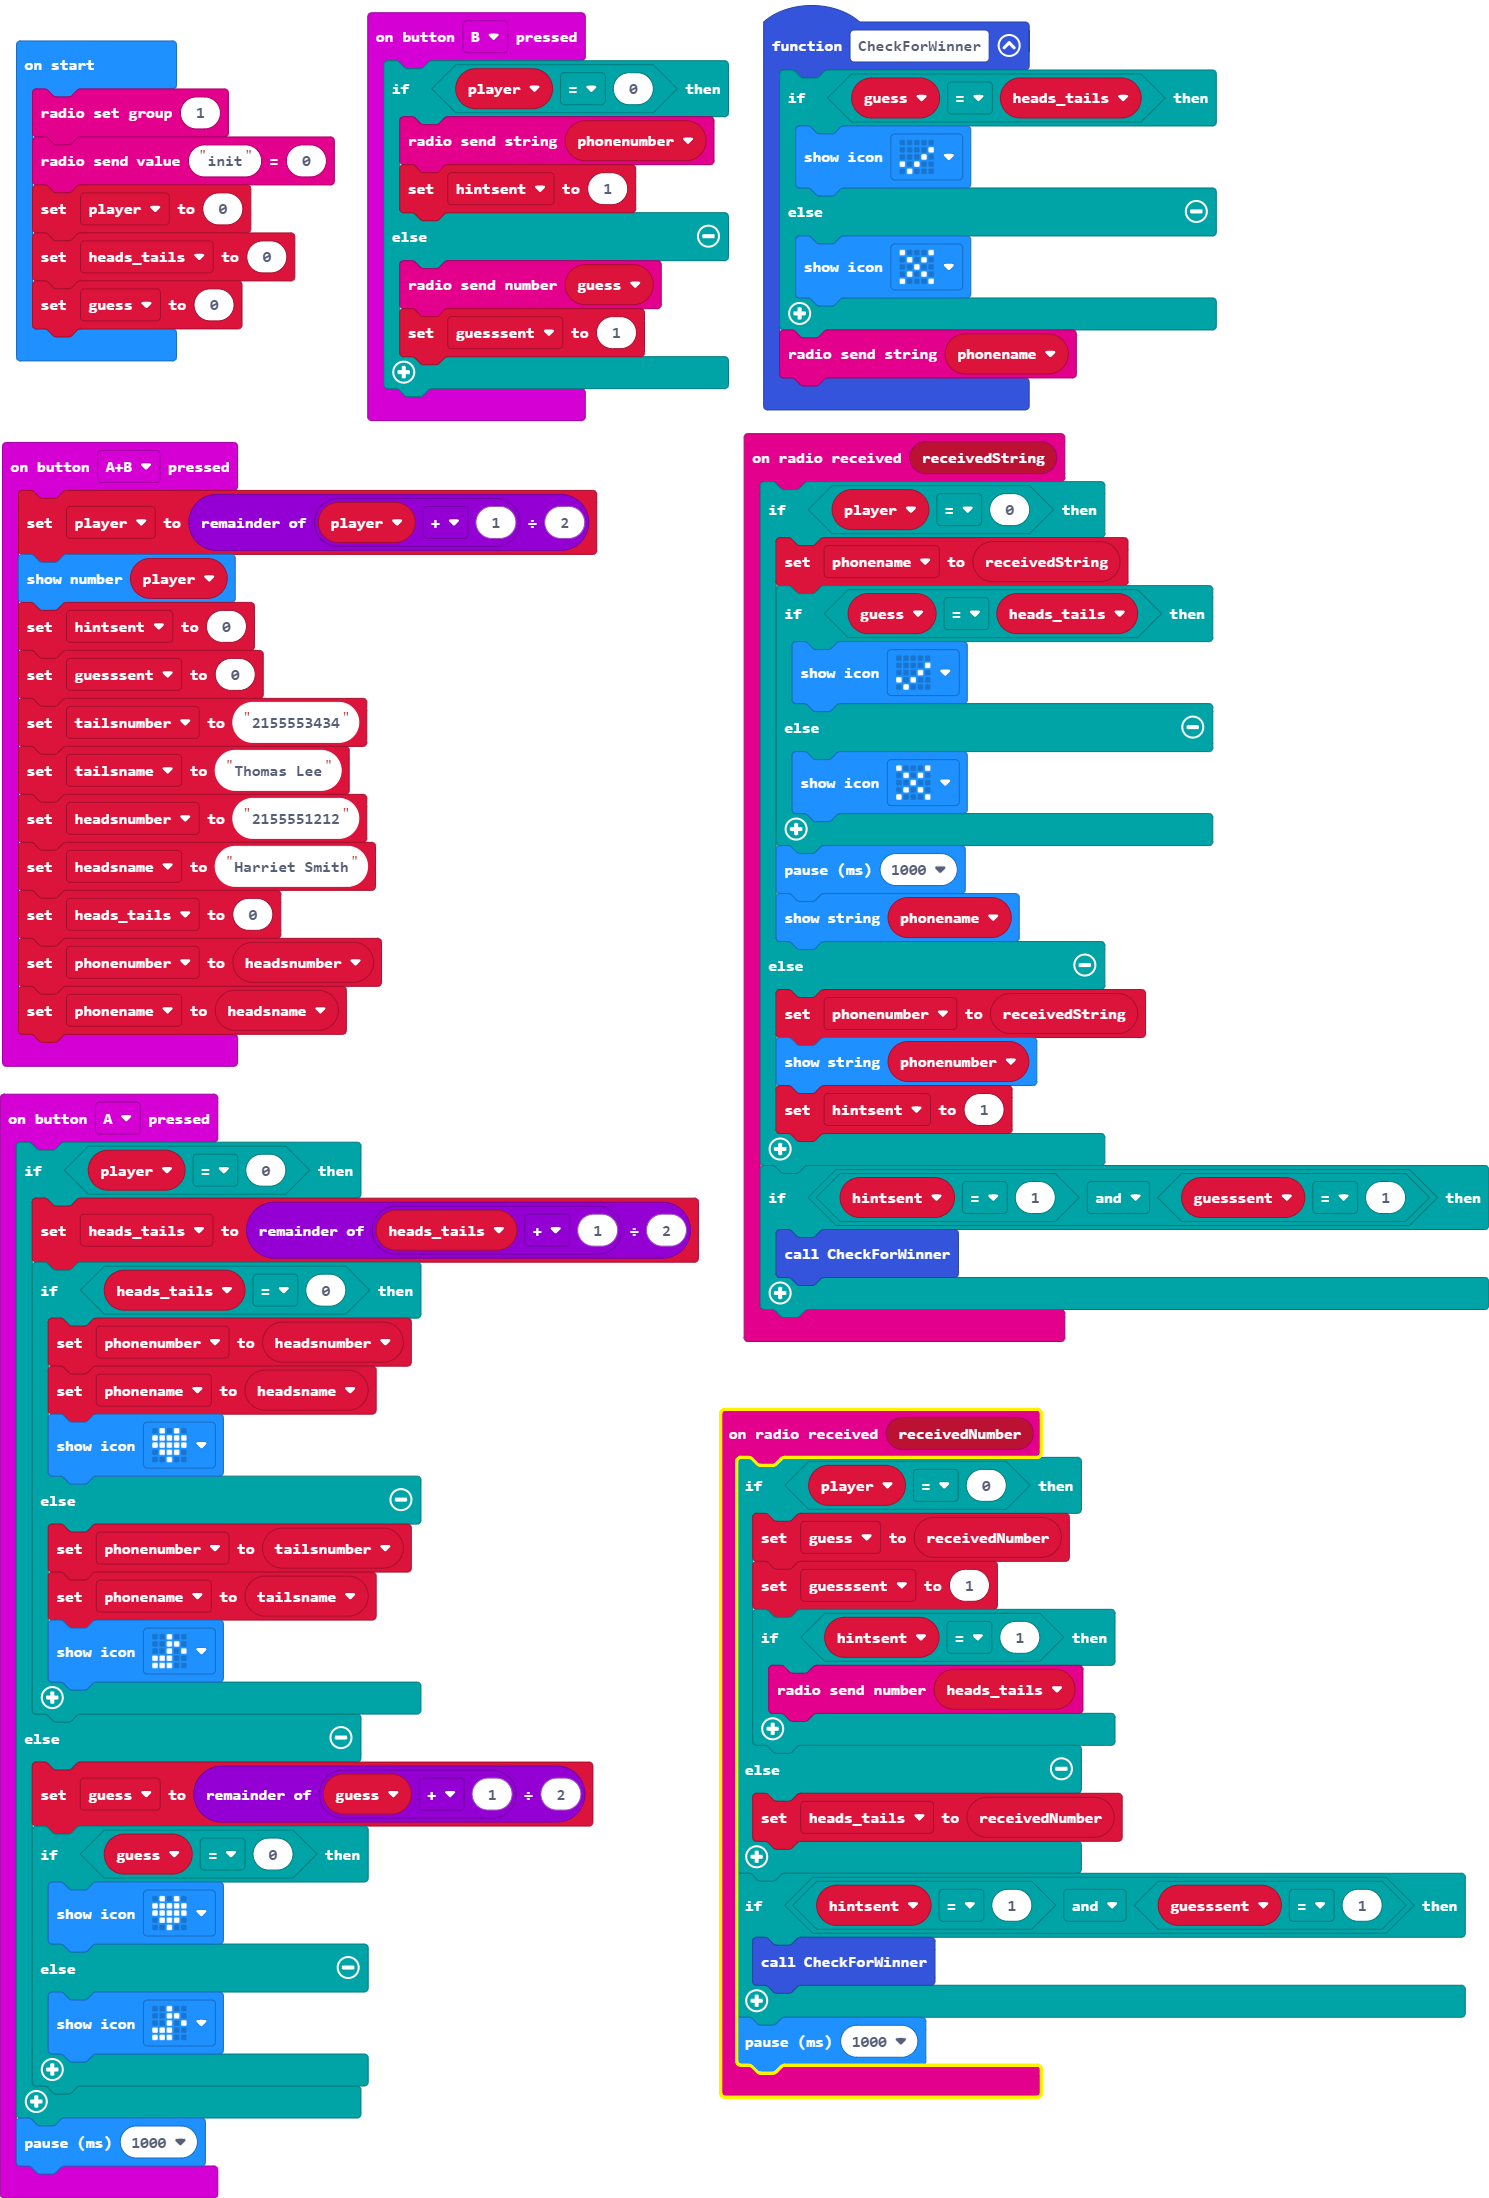 on start
radio set group 1
radio send value "init" = 0
set player to 0
set heads_tails to 0
set guess to 0
on button B pressed
if player = 0 then
radio send string phonenumber
set hintsent to 1
else
radio send number guess
set guesssent to 1
function CheckForWinner
if guess = heads_tails then
show icon
else
show icon
radio send string phonename
on button A+B pressed
set player to remainder of player + 1 ÷ 2
show number player
set hintsent to 0
set guesssent to 0
set tailsnumber to "2155553434"
set tailsname to "Thomas Lee"
set headsnumber to "2155551212"
set headsname to "Harriet Smith"
set heads_tails to 0
set phonenumber to headsnumber
set phonename to headsname
on radio received receivedString
if player = 0 then
set phonename to receivedString
if guess = heads_tails then
show icon
else
show icon
pause (ms) 1000
show string phonename
else
set phonenumber to receivedString
show string phonenumber
set hintsent to 1
if hintsent = 1 and guesssent = 1 then
call CheckForWinner
on button A pressed
if player = 0 then
set heads_tails to remainder of heads_tails + 1 ÷ 2
if heads_tails = 0 then
set phonenumber to headsnumber
set phonename to headsname
show icon
else
set phonenumber to tailsnumber
set phonename to tailsname
show icon
else
set guess to remainder of guess + 1 ÷ 2
if guess = 0 then
show icon
else
show icon
pause (ms) 1000
on radio received receivedNumber
if player = 0 then
set guess to receivedNumber
set guesssent to 1
if hintsent = 1 then
radio send number heads_tails
else
set heads_tails to receivedNumber
if hintsent = 1 and guesssent = 1 then
call CheckForWinner
pause (ms) 1000